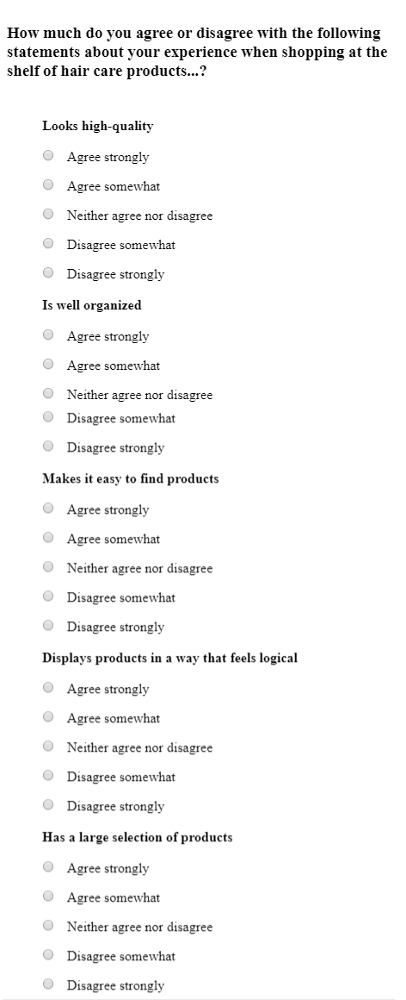 How much do you agree or disagree with the following
statements about your experience when shopping at the
shelf of hair care products...?
Looks high-quality
Agree strongly
Agree somewhat
Neither agree nor disagree
Disagree somewhat
Disagree strongly
Is well organized
Agree strongly
Agree somewhat
Neither agree nor disagree
Disagree somewhat
Disagree strongly
Makes it easy to find products
Agree strongly
Agree somewhat
Neither agree nor disagree
Disagree somewhat
Disagree strongly
Displays products in a way that feels logical
Agree strongly
Agree somewhat
Neither agree nor disagree
Disagree somewhat
Disagree strongly
Has a large selection of products
Agree strongly
Agree somewhat
Neither agree nor disagree
Disagree somewhat
Disagree strongly